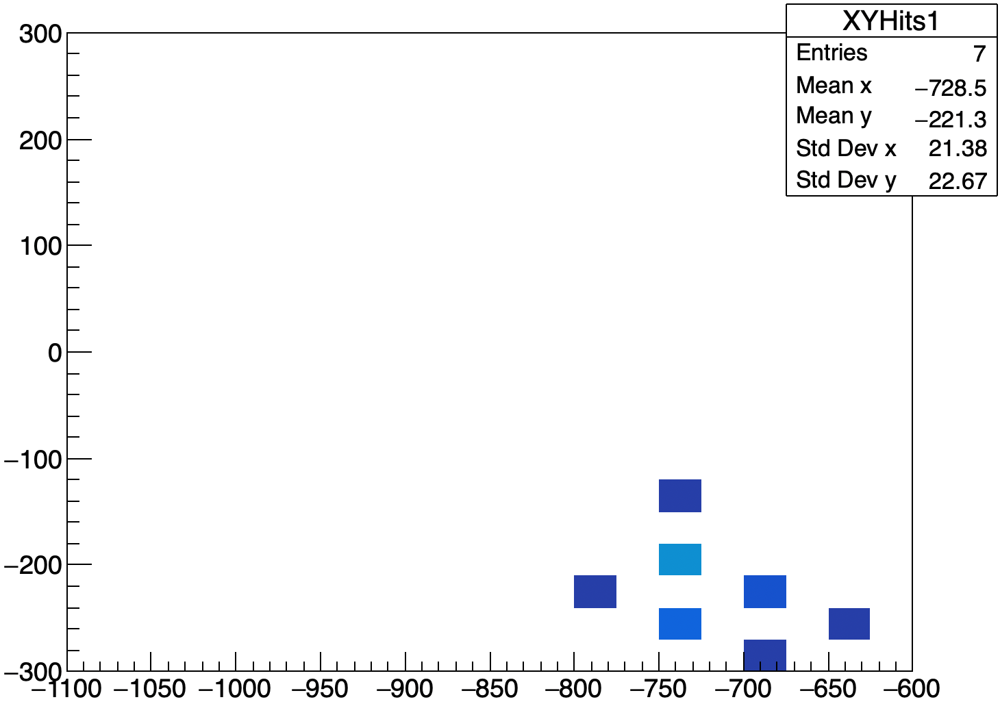 XYHits1
Entries 7
Mean x −728.5
Mean y −221.3
Std Dev x 21.38
Std Dev y 22.67
300
200
100
0
−100
−200
−300
−1100 −1050 −1000 −950 −900 −850 −800 −750 −700 −650 −600